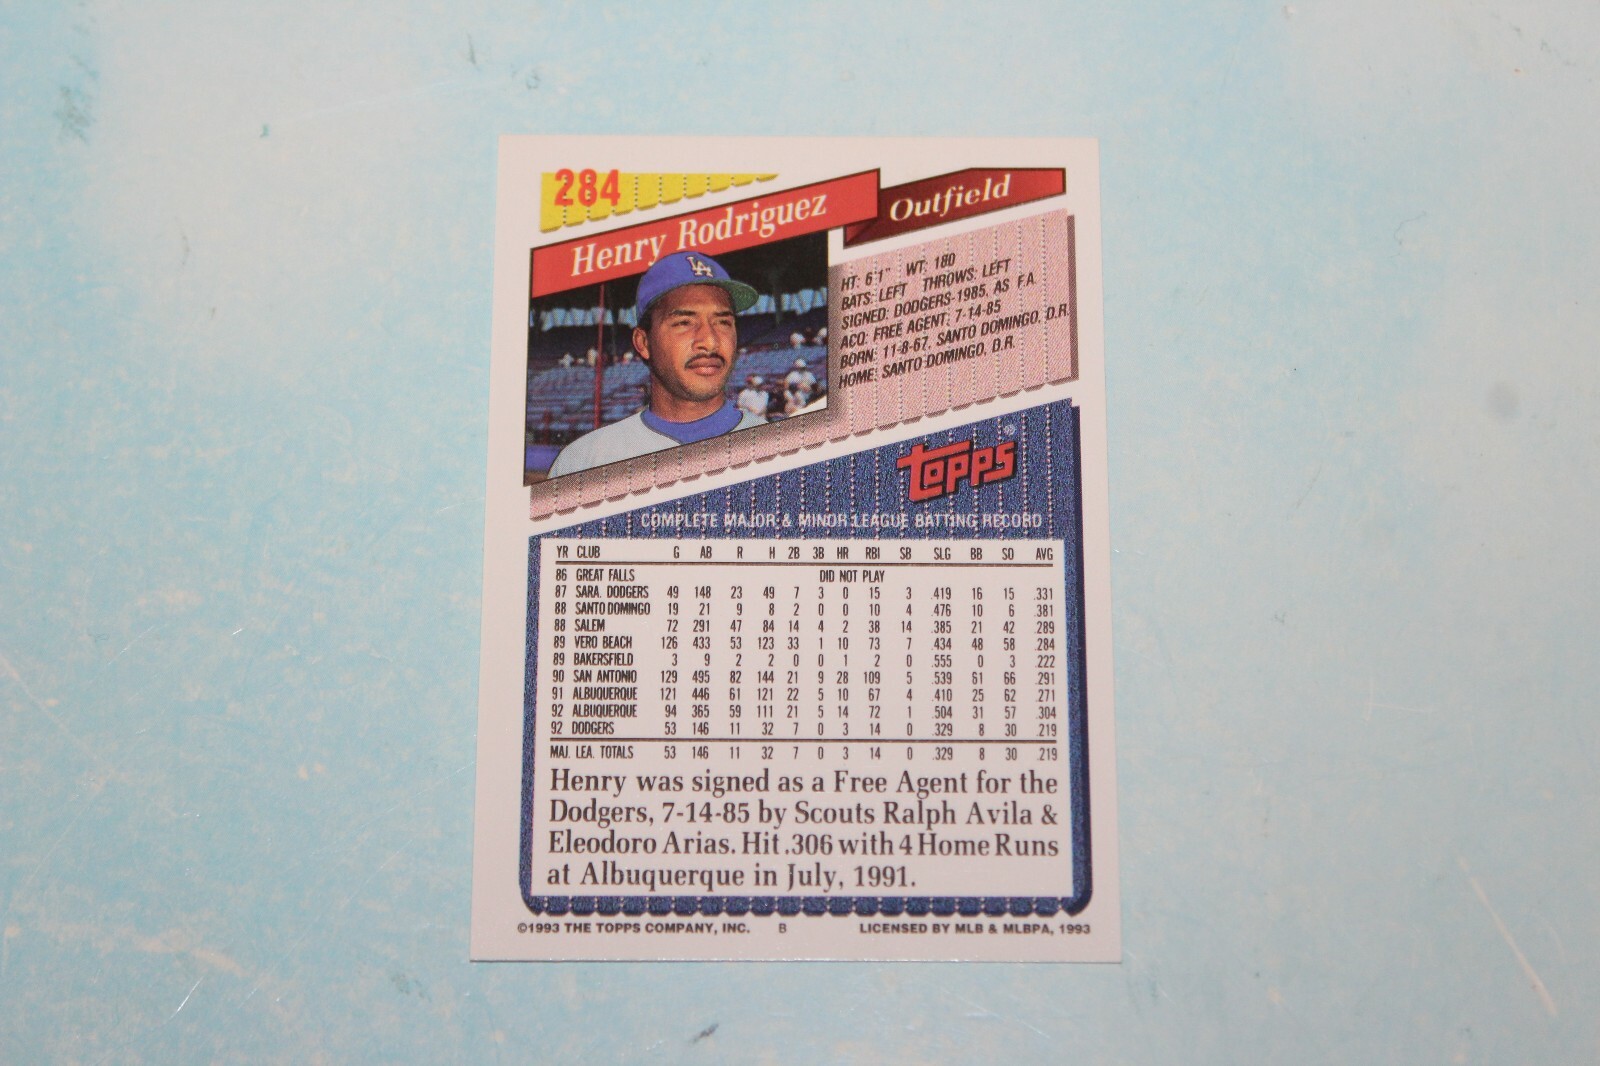 284
Henry Rodriguez
Outfield
LA
HT: 6'1" WT: 180
BATS: LEFT THROWS: LEFT
SIGNED: DODGERS-1985, AS F.A.
ACQ: FREE AGENT, 7-14-85
BORN: 11-8-67, SANTO DOMINGO, D.R.
HOME: SANTO DOMINGO, D.R.
topps®
COMPLETE MAJOR & MINOR LEAGUE BATTING RECORD
YR CLUB G AB R H 2B 3B HR RBI SB SLG BB SO AVG
86 GREAT FALLS DID NOT PLAY
87 SARA. DODGERS 49 148 23 49 7 3 0 15 3 .419 16 15 .331
88 SANTO DOMINGO 19 21 9 8 2 0 0 10 4 .476 10 6 .381
88 SALEM 72 291 47 84 14 4 2 38 14 .385 21 42 .289
89 VERO BEACH 126 433 53 123 33 1 10 73 7 .434 48 58 .284
89 BAKERSFIELD 3 9 2 2 0 0 1 2 0 .555 0 3 .222
90 SAN ANTONIO 129 495 82 144 21 9 28 109 5 .539 61 66 .291
91 ALBUQUERQUE 121 446 61 121 22 5 10 67 4 .410 25 62 .271
92 ALBUQUERQUE 94 365 59 111 21 5 14 72 1 .504 31 57 .304
92 DODGERS 53 146 11 32 7 0 3 14 0 .329 8 30 .219
MAJ. LEA. TOTALS 53 146 11 32 7 0 3 14 0 .329 8 30 .219
Henry was signed as a Free Agent for the
Dodgers, 7-14-85 by Scouts Ralph Avila &
Eleodoro Arias. Hit .306 with 4 Home Runs
at Albuquerque in July, 1991.
©1993 THE TOPPS COMPANY, INC. B LICENSED BY MLB & MLBPA, 1993